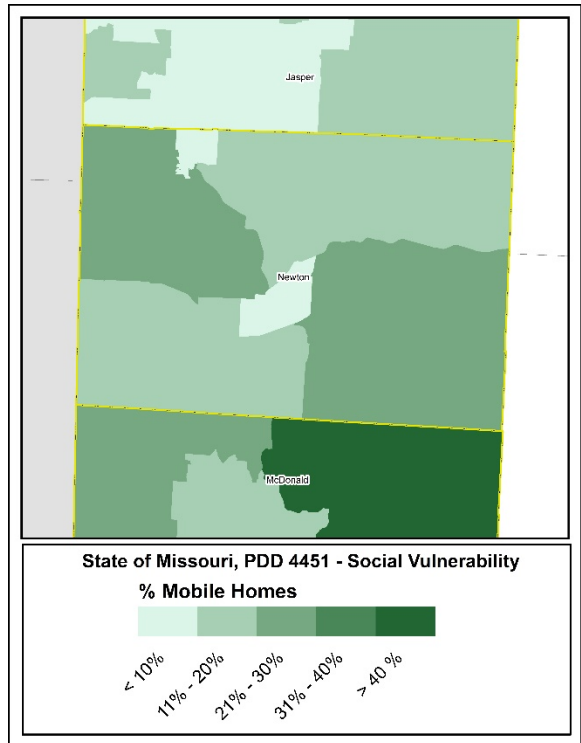 Jasper
Newton
McDonald
State of Missouri, PDD 4451 - Social Vulnerability
% Mobile Homes
< 10%
11% - 20%
21% - 30%
31% - 40%
> 40 %